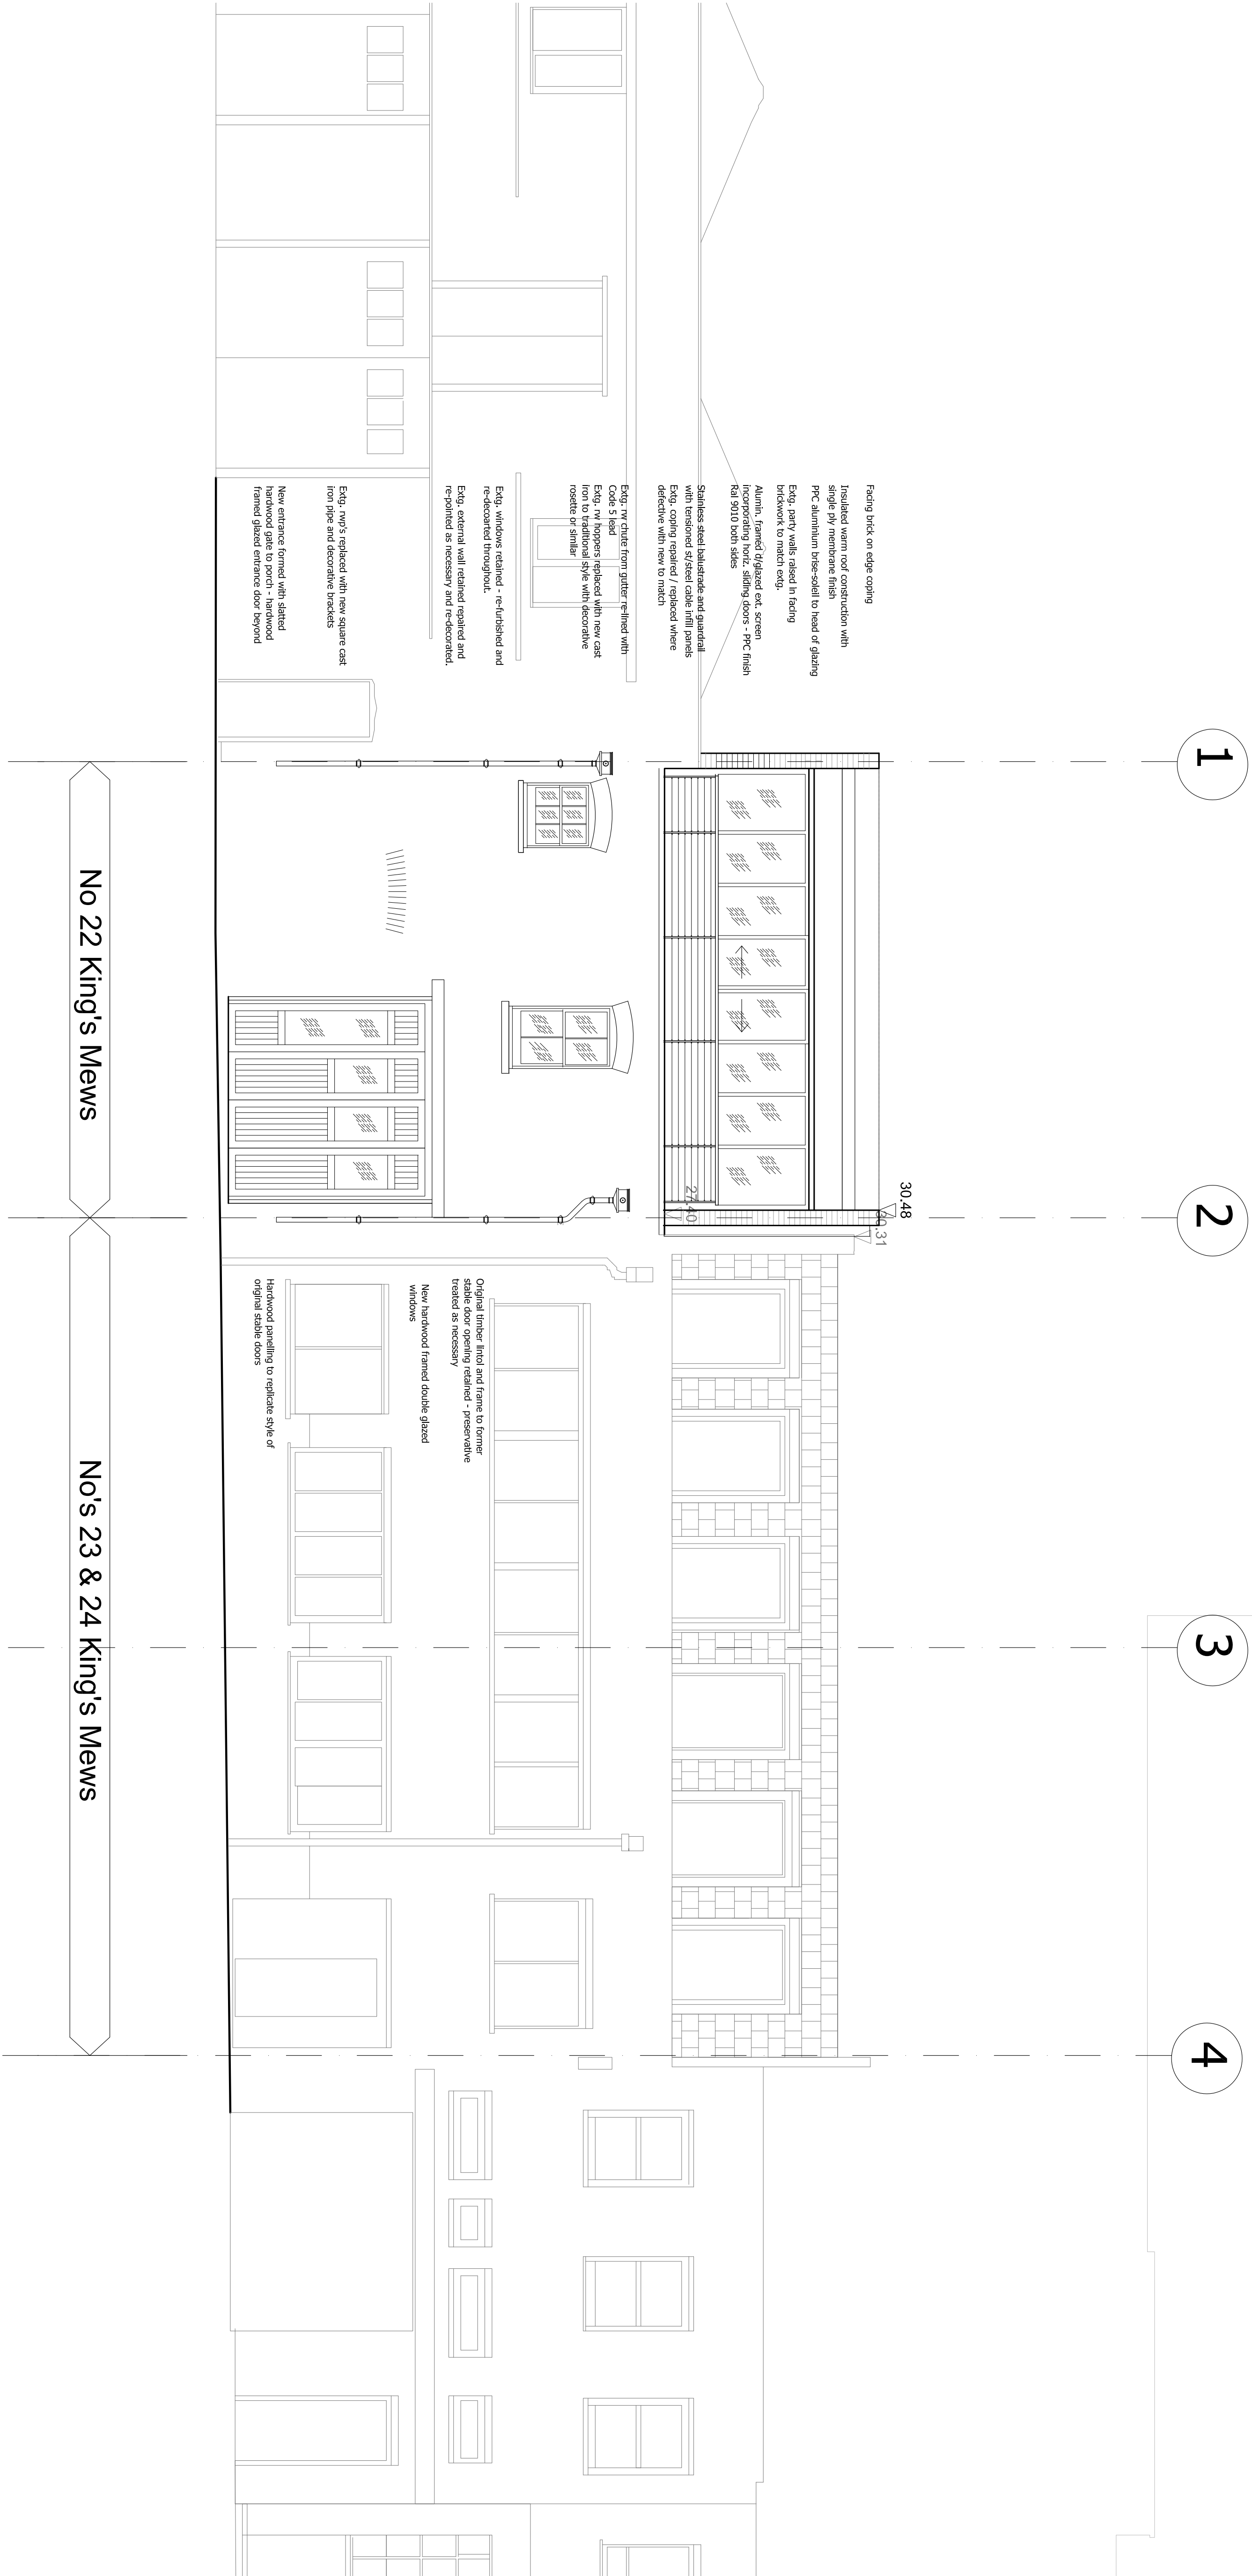 1
2
3
4
30.48
30.31
27.40
Facing brick on edge coping
Insulated warm roof construction with
single ply membrane finish
PPC aluminium brise-soleil to head of glazing
Extg. party walls raised in facing
brickwork to match extg.
Alumin. framed d/glazed ext. screen
incorporating horiz. sliding doors - PPC finish
Ral 9010 both sides
Stainless steel balustrade and guardrail
with tensioned st/steel cable infill panels
Extg. coping repaired / replaced where
defective with new to match
Extg. rw chute from gutter re-lined with
Code 5 lead
Extg. rw hoppers replaced with new cast
iron to traditional style with decorative
rosette or similar
Extg. windows retained - re-furbished and
re-decoarted throughout.
Extg. external wall retained repaired and
re-pointed as necessary and re-decorated.
Extg. rvp's replaced with new square cast
iron pipe and decorative brackets
New entrance formed with slatted
hardwood gate to porch - hardwood
framed glazed entrance door beyond
Original timber lintol and frame to former
stable door opening retained - preservative
treated as necessary
New hardwood framed double glazed
windows
Hardwood panelling to replicate style of
original stable doors
No 22 King's Mews
No's 23 & 24 King's Mews